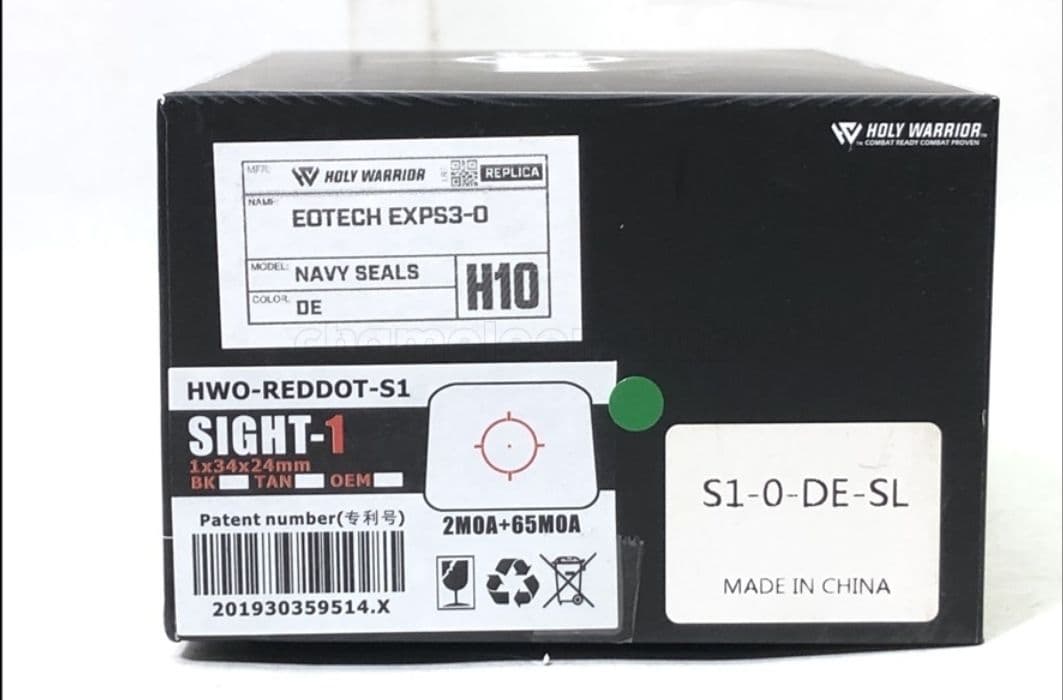 HOLY WARRIOR
COMBAT READY COMBAT PROVEN
MFR:
HOLY WARRIOR
REPLICA
NAME:
EOTECH EXPS3-0
MODEL:
NAVY SEALS
H10
COLOR:
DE
HWO-REDDOT-S1
SIGHT-1
1x34x24mm
BK TAN OEM
2MOA+65MOA
Patent number(专利号)
201930359514.X
S1-0-DE-SL
MADE IN CHINA